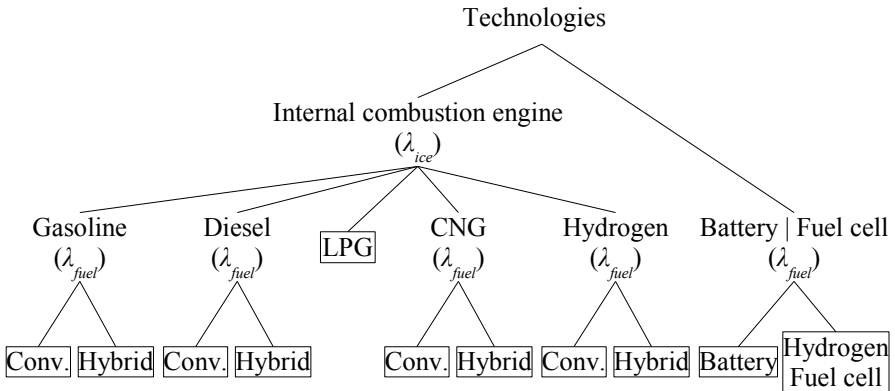 Technologies
Internal combustion engine
(λice)
Gasoline Diesel LPG CNG Hydrogen Battery | Fuel cell
(λfuel) (λfuel) (λfuel) (λfuel) (λfuel)
Conv. Hybrid Conv. Hybrid Conv. Hybrid Conv. Hybrid Battery Hydrogen
Fuel cell